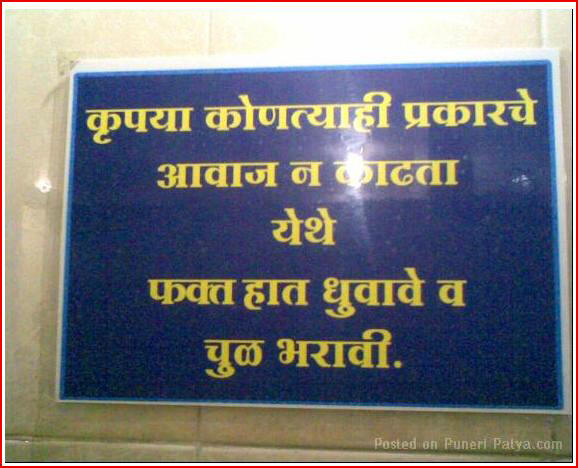 कृपया कोणत्याही प्रकारचे
आवाज न काढता
येथे
फक्त हात धुवावे व
चुळ भरावी.
Posted on Puneri Patya.com